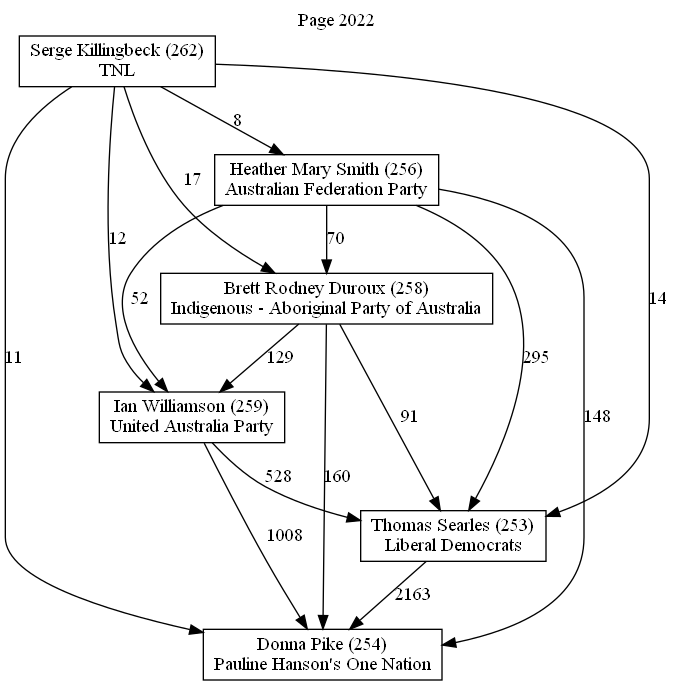 Page 2022
Serge Killingbeck (262)
TNL
8
Heather Mary Smith (256)
Australian Federation Party
17
12
70
52
Brett Rodney Duroux (258)
Indigenous - Aboriginal Party of Australia
14
11
129
295
Ian Williamson (259)
United Australia Party
91
148
528
160
1008
Thomas Searles (253)
Liberal Democrats
2163
Donna Pike (254)
Pauline Hanson's One Nation